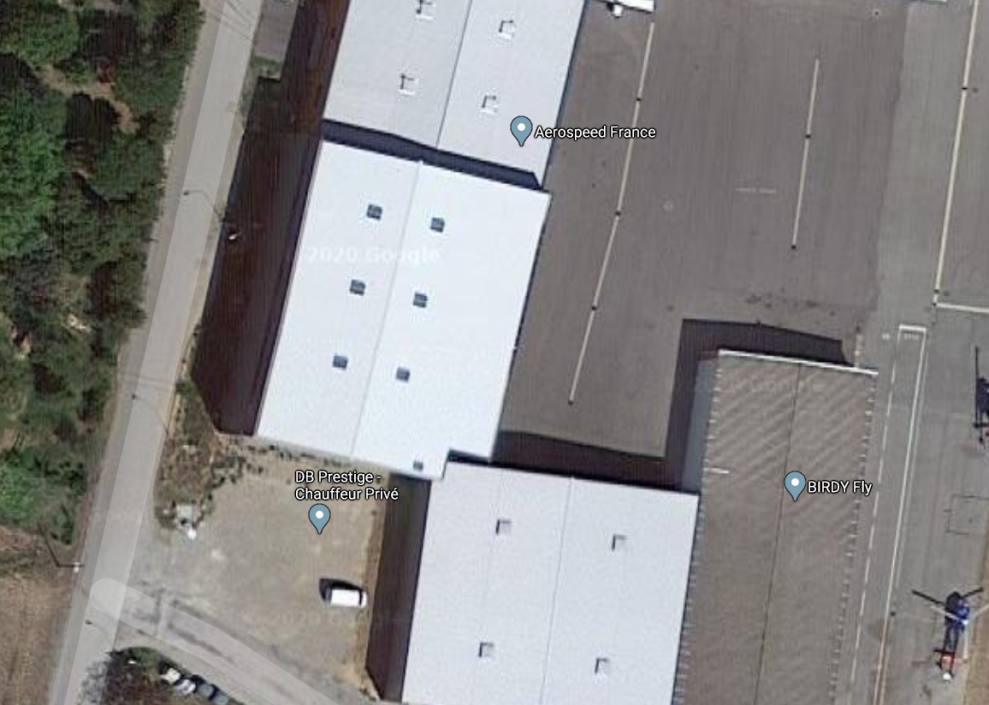 Aerospeed France
2020 Google
DB Prestige -
Chauffeur Privé
BIRDY Fly